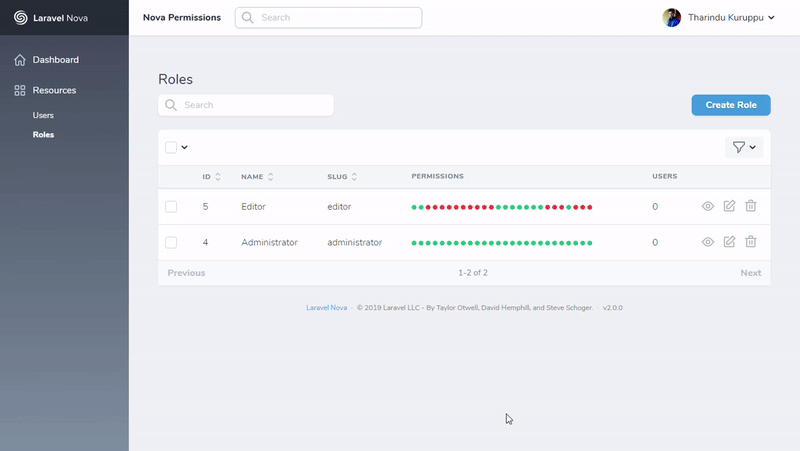 Laravel Nova
Nova Permissions
Search
Tharindu Kuruppu
Dashboard
Resources
Users
Roles
Roles
Search
Create Role
ID NAME SLUG PERMISSIONS USERS
5 Editor editor 0
4 Administrator administrator 0
Previous 1-2 of 2 Next
Laravel Nova · © 2019 Laravel LLC - By Taylor Otwell, David Hemphill, and Steve Schoger. · v2.0.0